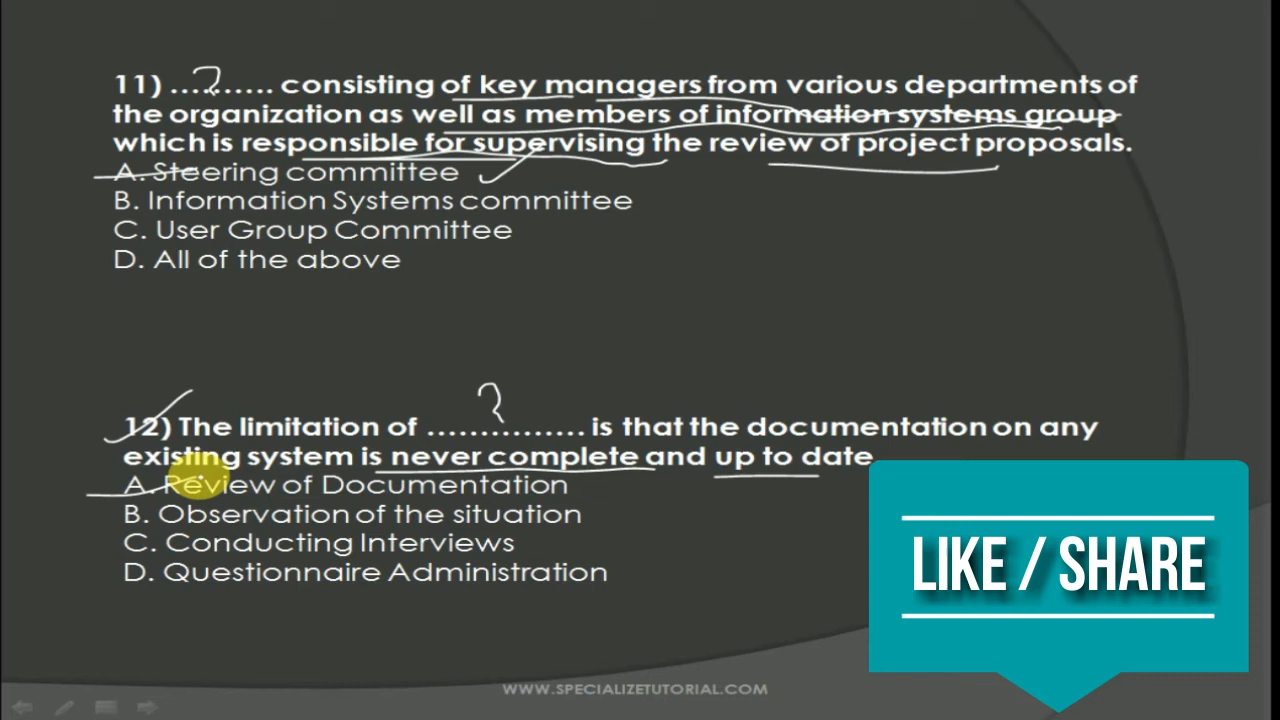 11) ………. consisting of key managers from various departments of
the organization as well as members of information systems group
which is responsible for supervising the review of project proposals.
A. Steering committee
B. Information Systems committee
C. User Group Committee
D. All of the above
12) The limitation of …………… is that the documentation on any
existing system is never complete and up to date
A. Review of Documentation
B. Observation of the situation
C. Conducting Interviews
D. Questionnaire Administration
LIKE / SHARE
WWW.SPECIALIZETUTORIAL.COM